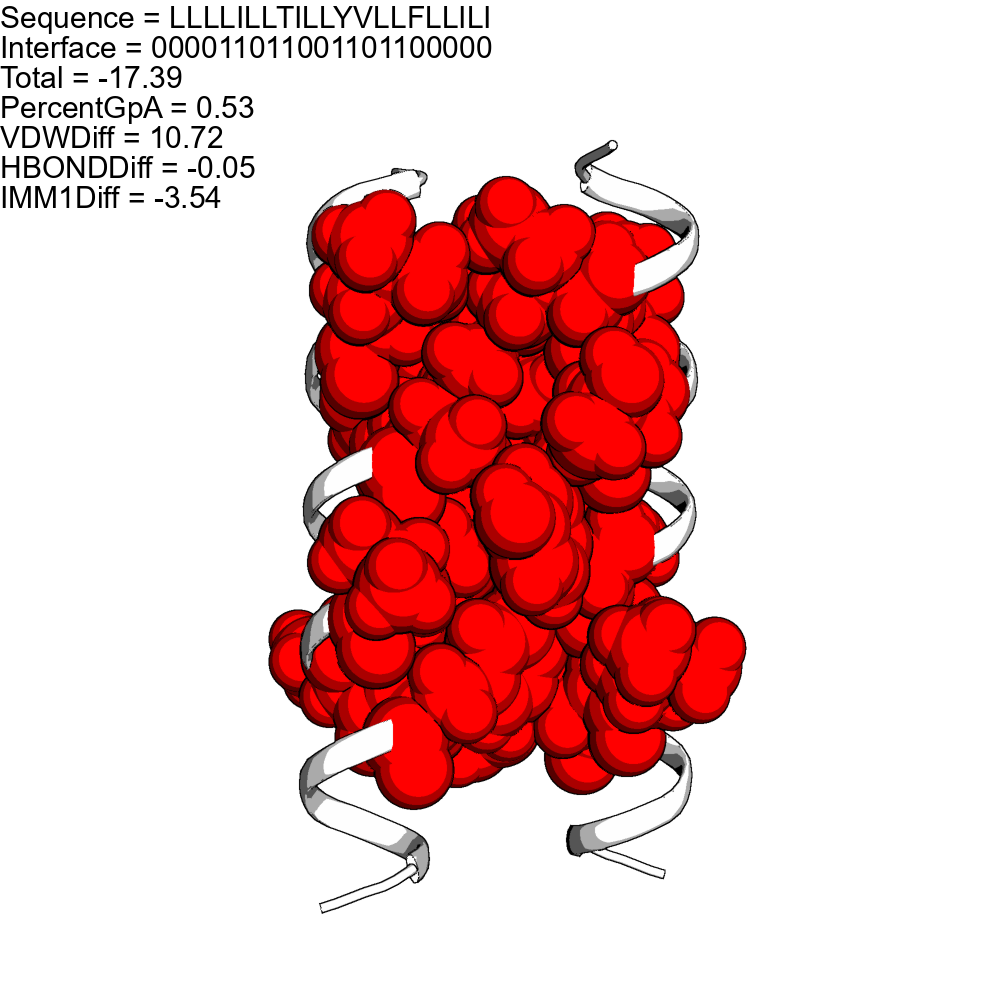 Sequence = LLLLILLTILLYVLLFLLILI
Interface = 000011011001101100000
Total = -17.39
PercentGpA = 0.53
VDWDiff = 10.72
HBONDDiff = -0.05
IMM1Diff = -3.54